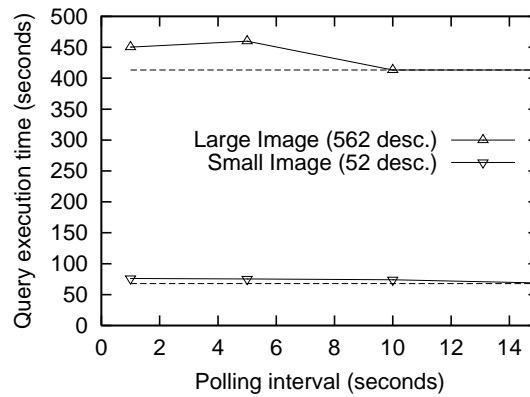 Query execution time (seconds)
500
450
400
350
300
250
200
150
100
50
0
Large Image (562 desc.)
Small Image (52 desc.)
0 2 4 6 8 10 12 14
Polling interval (seconds)